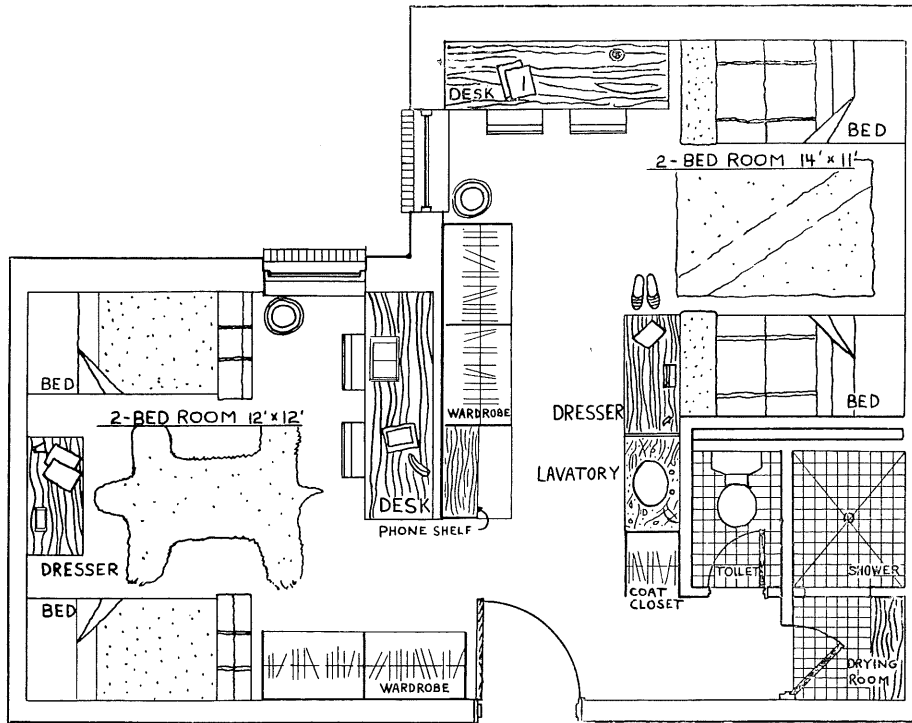 DESK
BED
2-BED ROOM 14' x 11'
BED
2-BED ROOM 12' x 12'
WARDROBE
DRESSER
BED
LAVATORY
DESK
PHONE SHELF
DRESSER
TOILET
SHOWER
BED
COAT
CLOSET
DRYING
ROOM
WARDROBE